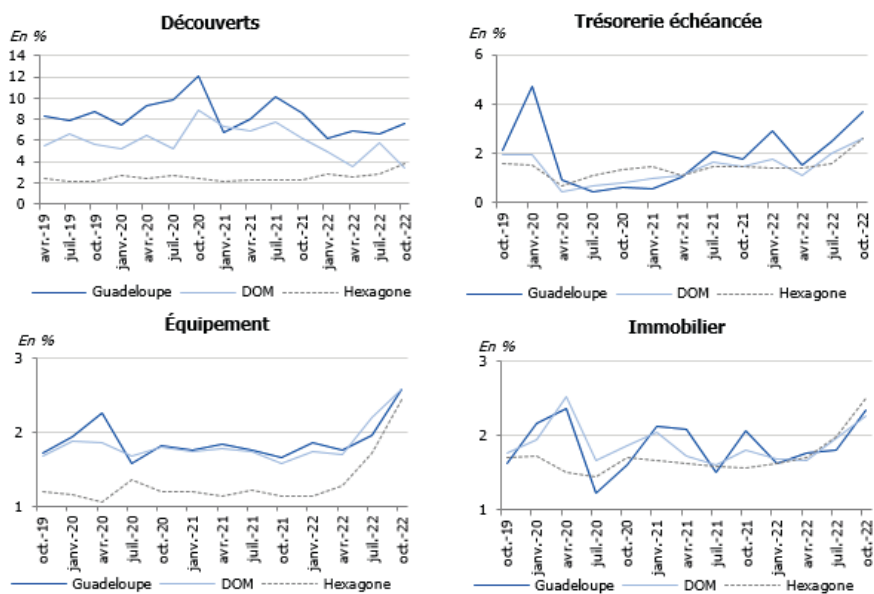 Découverts
En %
14
12
10
8
6
4
2
0
avr.-19
juil.-19
oct.-19
janv.-20
avr.-20
juil.-20
oct.-20
janv.-21
avr.-21
juil.-21
oct.-21
janv.-22
avr.-22
juil.-22
oct.-22
Guadeloupe DOM Hexagone
Trésorerie échéancée
En %
6
4
2
0
oct.-19
janv.-20
avr.-20
juil.-20
oct.-20
janv.-21
avr.-21
juil.-21
oct.-21
janv.-22
avr.-22
juil.-22
oct.-22
Guadeloupe DOM Hexagone
Équipement
En %
3
2
1
oct.-19
janv.-20
avr.-20
juil.-20
oct.-20
janv.-21
avr.-21
juil.-21
oct.-21
janv.-22
avr.-22
juil.-22
oct.-22
Guadeloupe DOM Hexagone
Immobilier
En %
3
2
1
oct.-19
janv.-20
avr.-20
juil.-20
oct.-20
janv.-21
avr.-21
juil.-21
oct.-21
janv.-22
avr.-22
juil.-22
oct.-22
Guadeloupe DOM Hexagone